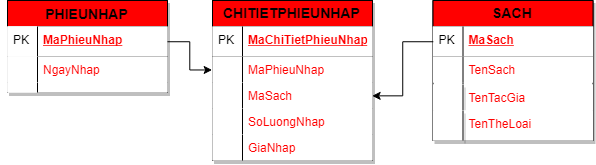 PHIEUNHAP
PK MaPhieuNhap
NgayNhap
CHITIETPHIEUNHAP
PK MaChiTietPhieuNhap
MaPhieuNhap
MaSach
SoLuongNhap
GiaNhap
SACH
PK MaSach
TenSach
TenTacGia
TenTheLoai